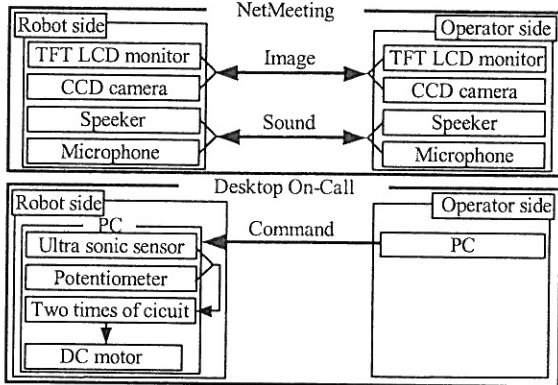 NetMeeting
Robot side
Operator side
TFT LCD monitor
Image
TFT LCD monitor
CCD camera
CCD camera
Speeker
Sound
Speeker
Microphone
Microphone
Desktop On-Call
Robot side
Operator side
PC
Command
Ultra sonic sensor
PC
Potentiometer
Two times of cicuit
DC motor